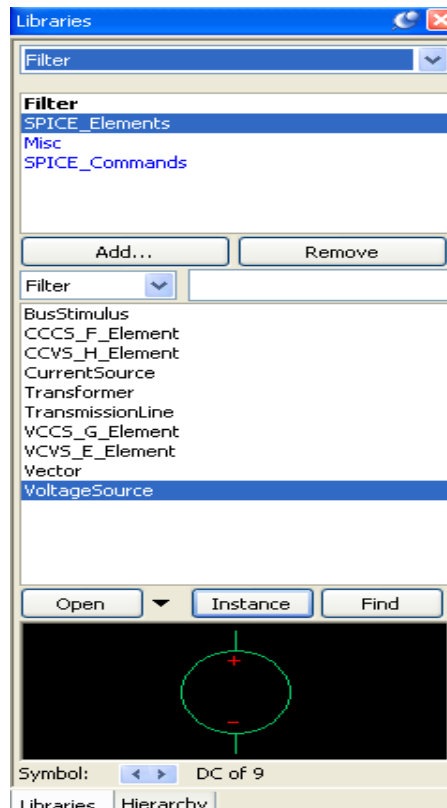 Libraries
Filter
Filter
SPICE_Elements
Misc
SPICE_Commands
Add... Remove
Filter
BusStimulus
CCCS_F_Element
CCVS_H_Element
CurrentSource
Transformer
TransmissionLine
VCCS_G_Element
VCVS_E_Element
Vector
VoltageSource
Open Instance Find
+
−
Symbol: DC of 9
Libraries Hierarchy